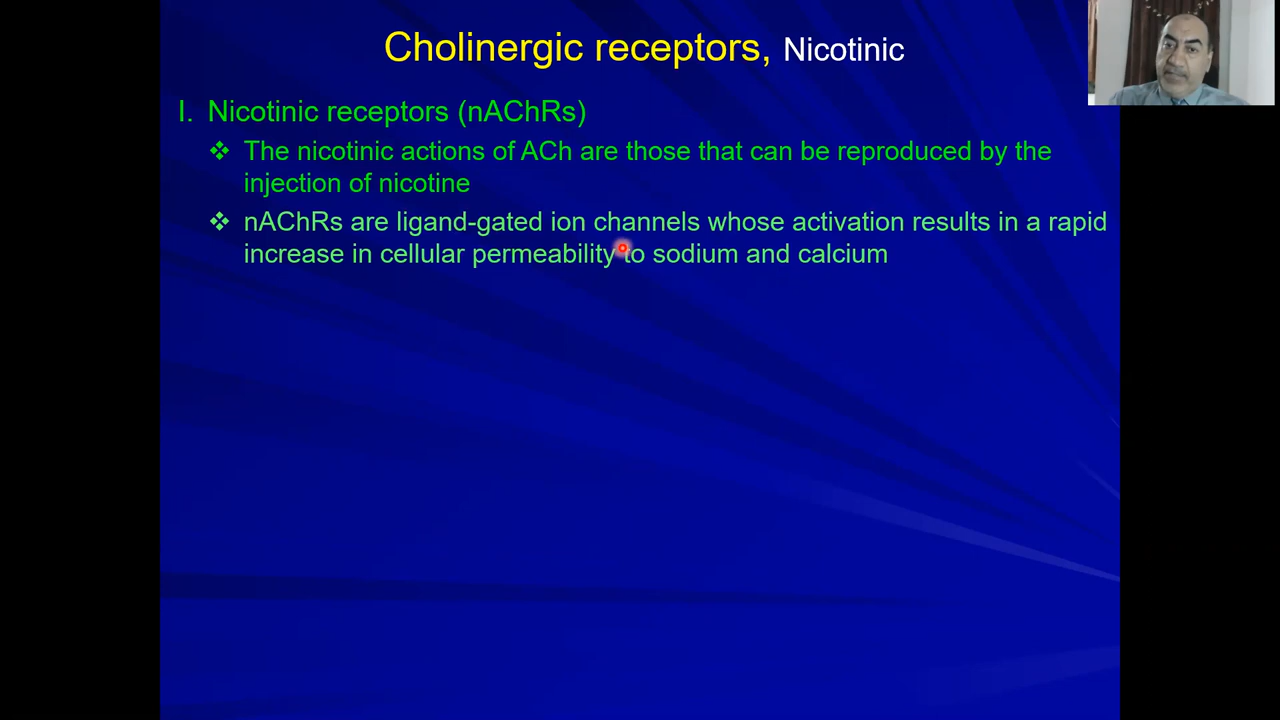 Cholinergic receptors, Nicotinic
I. Nicotinic receptors (nAChRs)
❖ The nicotinic actions of ACh are those that can be reproduced by the
injection of nicotine
❖ nAChRs are ligand-gated ion channels whose activation results in a rapid
increase in cellular permeability to sodium and calcium